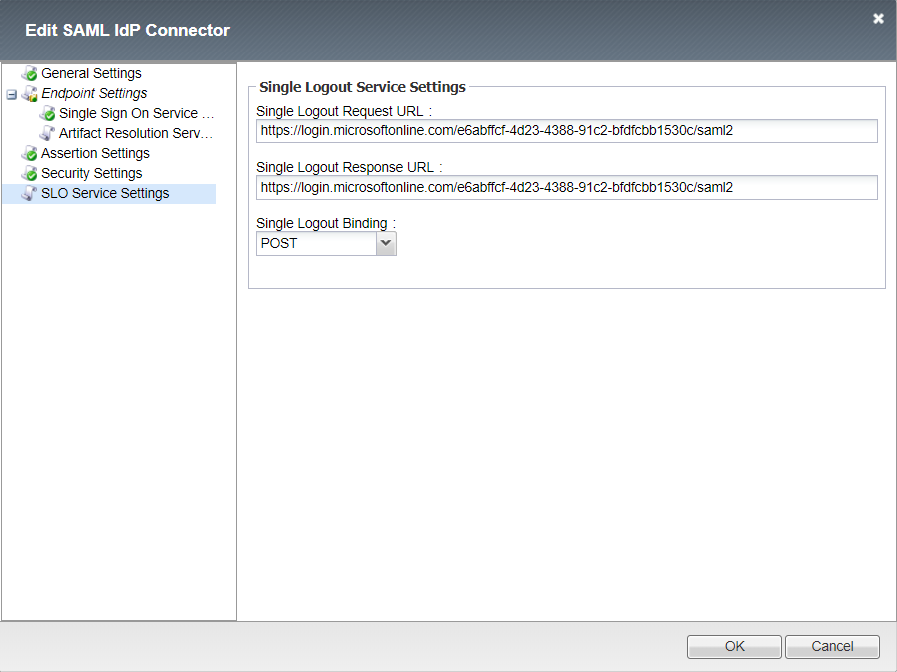 Edit SAML IdP Connector
General Settings
Endpoint Settings
Single Sign On Service ...
Artifact Resolution Serv...
Assertion Settings
Security Settings
SLO Service Settings
Single Logout Service Settings
Single Logout Request URL :
https://login.microsoftonline.com/e6abffcf-4d23-4388-91c2-bfdfcbb1530c/saml2
Single Logout Response URL :
https://login.microsoftonline.com/e6abffcf-4d23-4388-91c2-bfdfcbb1530c/saml2
Single Logout Binding :
POST
OK
Cancel